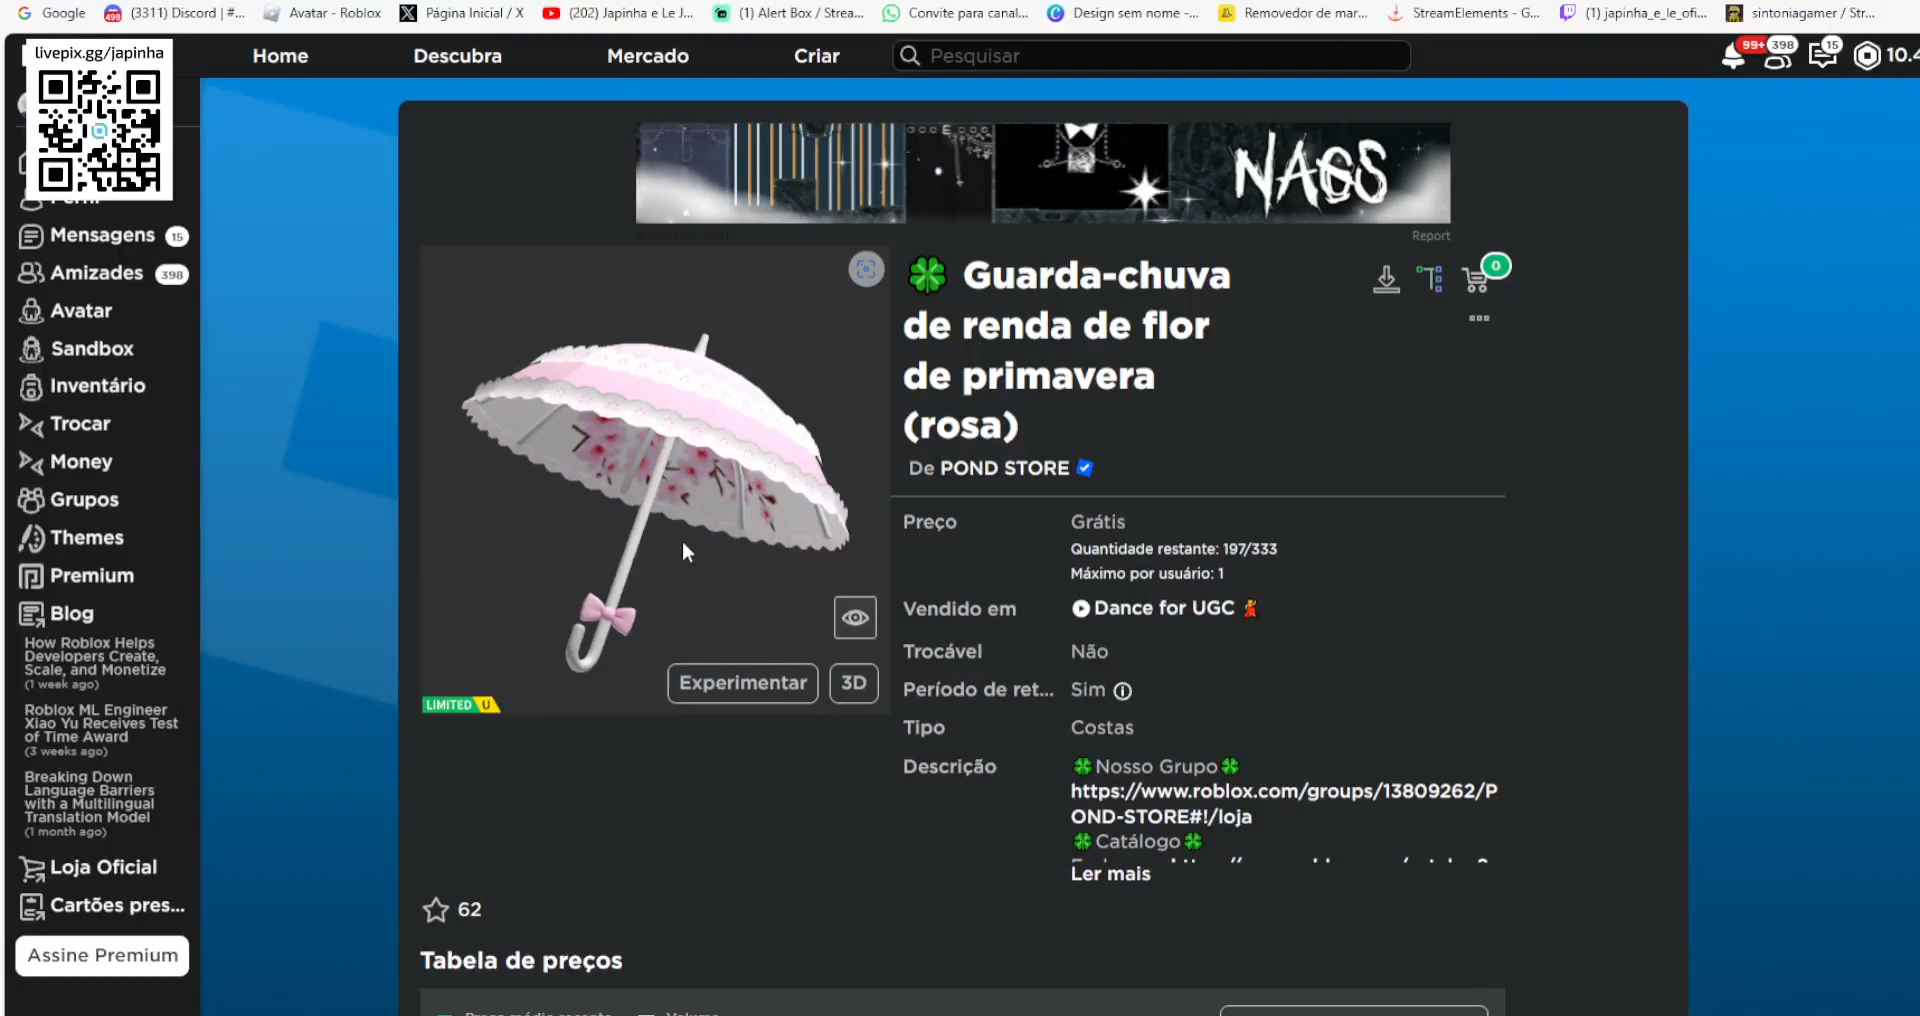 Google
(3311) Discord | #...
Avatar - Roblox
Página Inicial / X
(202) Japinha e Le J...
(1) Alert Box / Strea...
Convite para canal...
Design sem nome -...
Removedor de mar...
StreamElements - G...
(1) japinha_e_le_ofi...
sintoniagamer / Str...
livepix.gg/japinha
Home
Descubra
Mercado
Criar
Pesquisar
99+
398
15
10.4
NAGS
Report
Mensagens 15
Amizades 398
Avatar
Sandbox
Inventário
Trocar
Money
Grupos
Themes
Premium
Blog
How Roblox Helps
Developers Create,
Scale, and Monetize
(1 week ago)
Roblox ML Engineer
Xiao Yu Receives Test
of Time Award
(3 weeks ago)
Breaking Down
Language Barriers
with a Multilingual
Translation Model
(1 month ago)
Loja Oficial
Cartões pres...
Assine Premium
🍀 Guarda-chuva
de renda de flor
de primavera
(rosa)
0
De POND STORE
Preço Grátis
Quantidade restante: 197/333
Máximo por usuário: 1
Vendido em Dance for UGC 💃
Trocável Não
Período de ret... Sim
Tipo Costas
Descrição 🍀Nosso Grupo🍀
https://www.roblox.com/groups/13809262/P
OND-STORE#!/loja
🍀Catálogo🍀
Ler mais
Experimentar
3D
LIMITED U
62
Tabela de preços